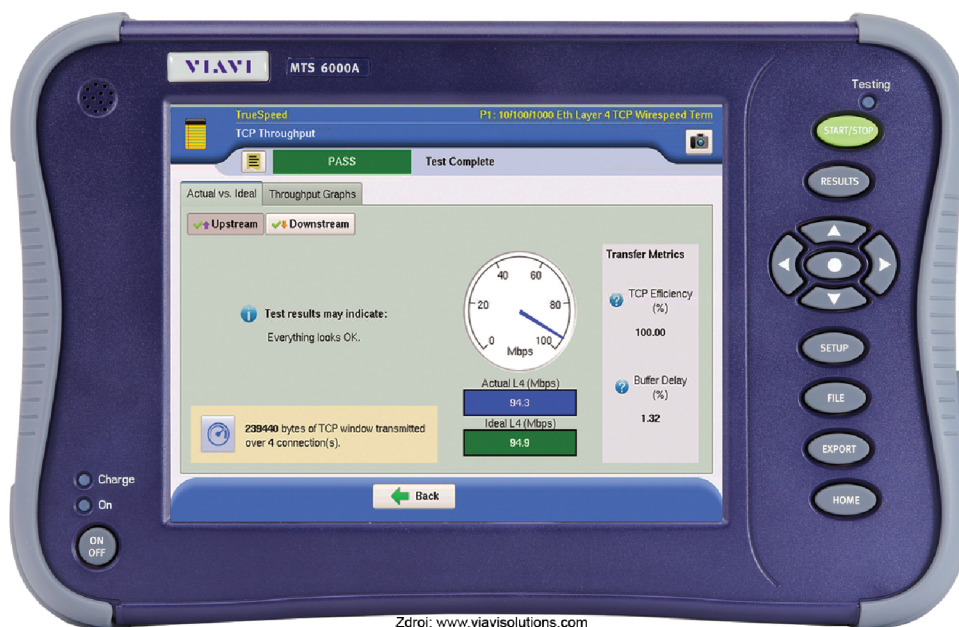 VIAVI MTS 6000A
Testing
START/STOP
RESULTS
SETUP
FILE
EXPORT
HOME
TrueSpeed P1: 10/100/1000 Eth Layer 4 TCP Wirespeed Term
TCP Throughput
PASS Test Complete
Actual vs. Ideal Throughput Graphs
Upstream Downstream
Test results may indicate:
Everything looks OK.
0 20 40 60 80 100
Mbps
Actual L4 (Mbps)
94.3
Ideal L4 (Mbps)
94.9
Transfer Metrics
TCP Efficiency
(%)
100.00
Buffer Delay
(%)
1.32
239440 bytes of TCP window transmitted
over 4 connection(s).
Back
Charge
On
ON
OFF
Zdroj: www.viavisolutions.com